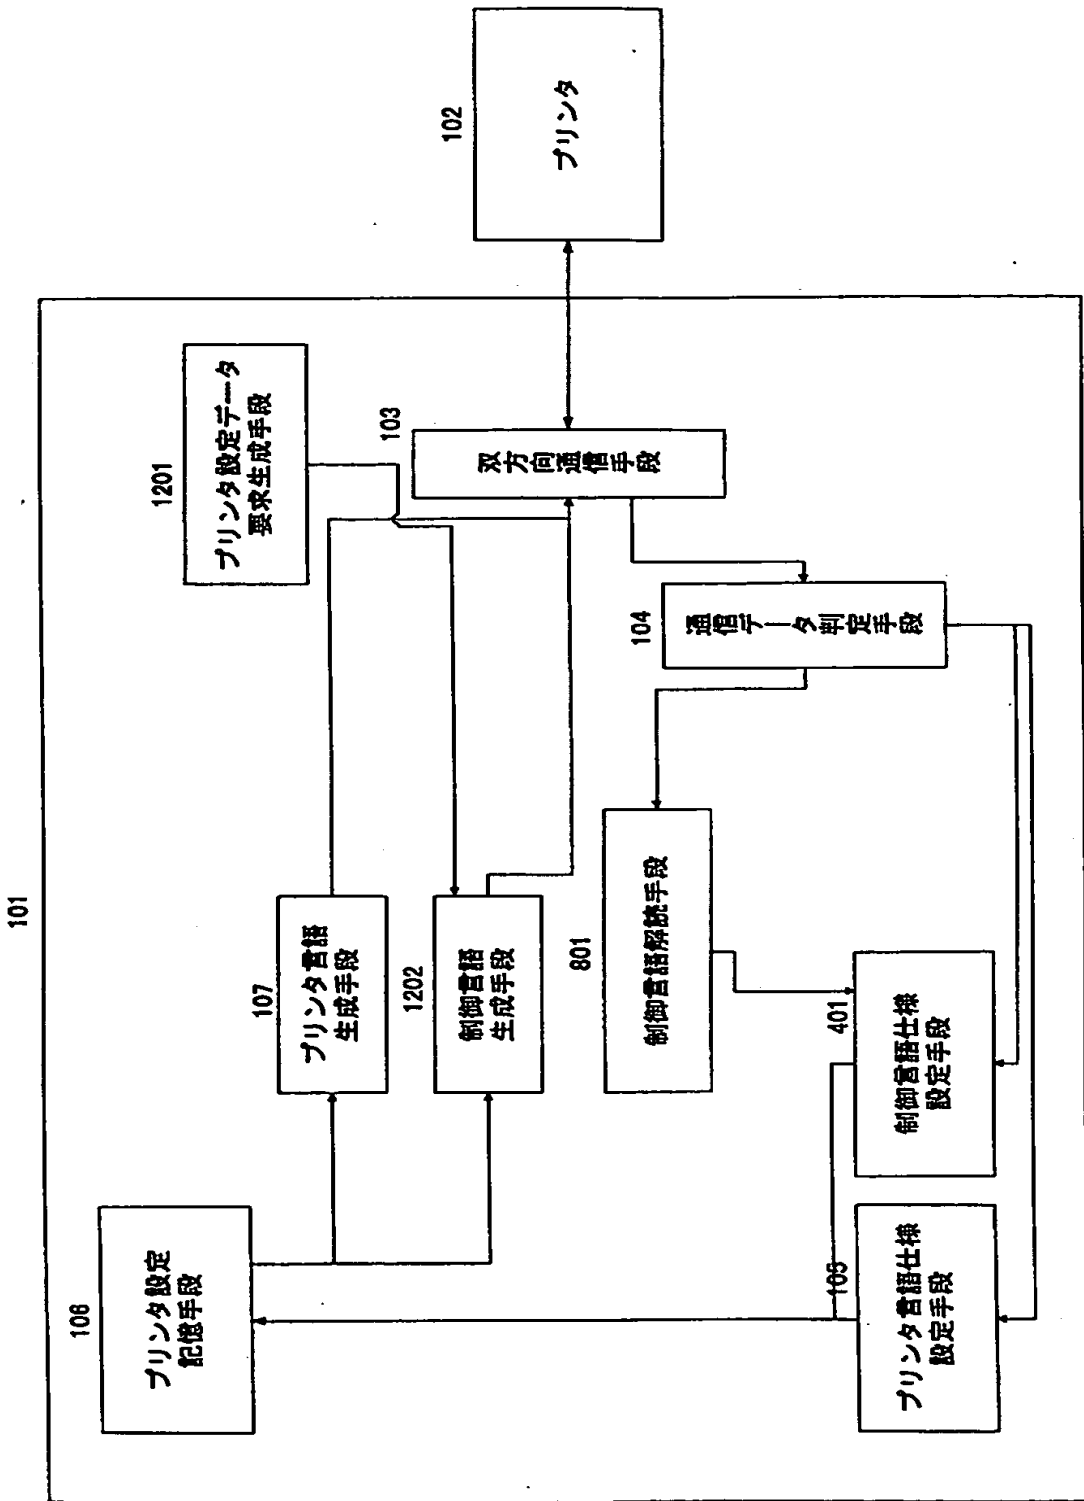 101
106
プリンタ設定
記憶手段
1201
プリンタ設定データ
要求生成手段
107
プリンタ言語
生成手段
1202
制御言語
生成手段
103
双方向通信手段
102
プリンタ
801
制御言語解読手段
104
通信データ判定手段
105
プリンタ言語仕様
設定手段
401
制御言語仕様
設定手段